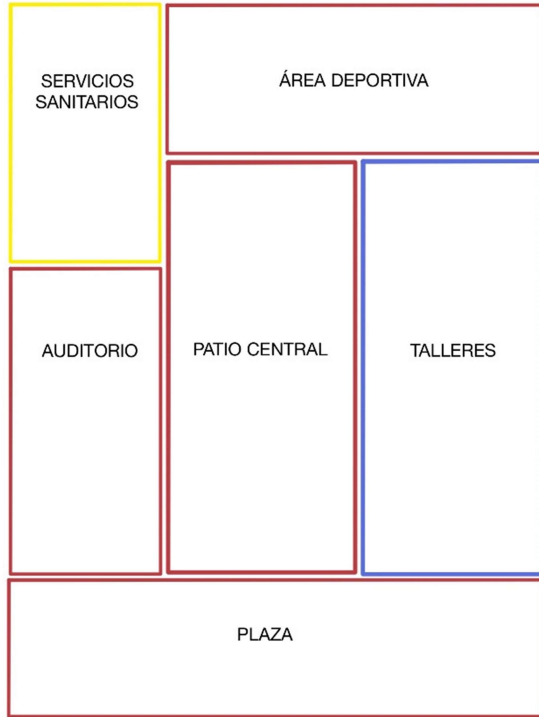 SERVICIOS
SANITARIOS
ÁREA DEPORTIVA
AUDITORIO
PATIO CENTRAL
TALLERES
PLAZA